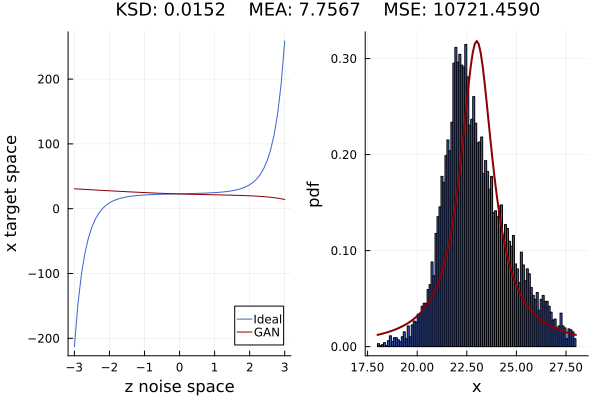 KSD: 0.0152 MEA: 7.7567 MSE: 10721.4590
x target space
200
100
0
−100
−200
−3 −2 −1 0 1 2 3
z noise space
Ideal
GAN
pdf
0.30
0.20
0.10
0.00
17.50 20.00 22.50 25.00 27.50
x